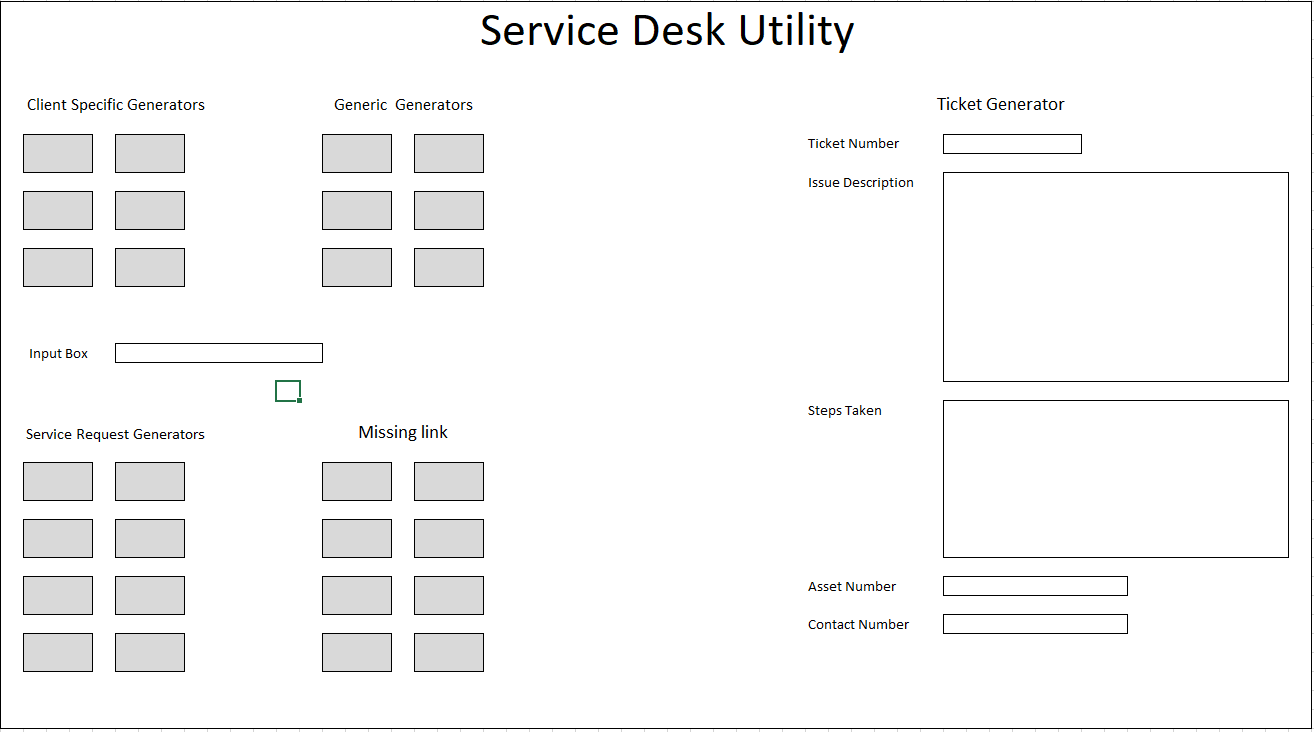 Service Desk Utility
Client Specific Generators
Generic  Generators
Input Box
Service Request Generators
Missing link
Ticket Generator
Ticket Number
Issue Description
Steps Taken
Asset Number
Contact Number